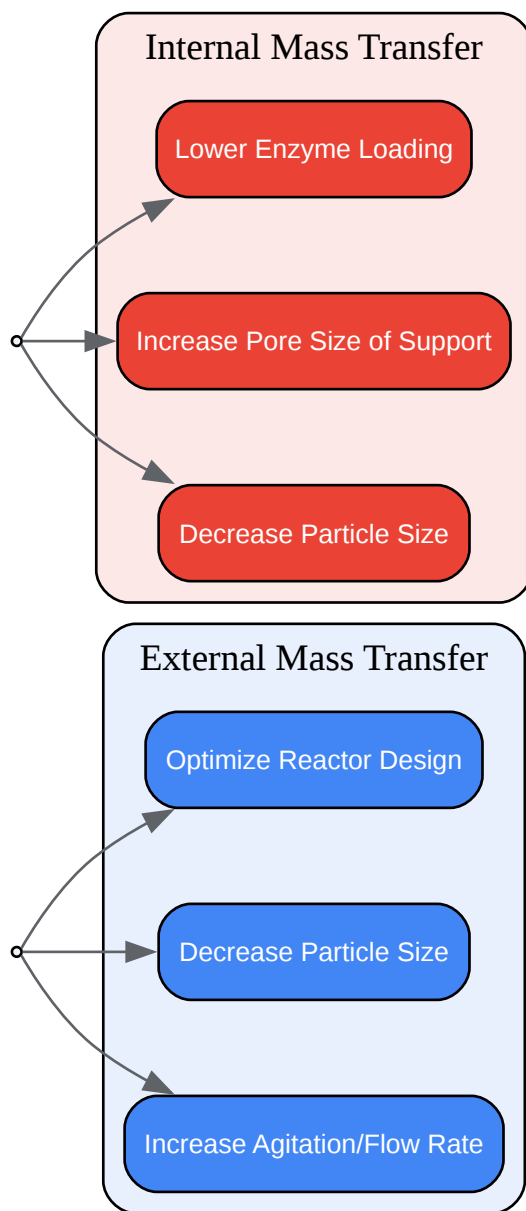 Internal Mass Transfer
Lower Enzyme Loading
Increase Pore Size of Support
Decrease Particle Size
External Mass Transfer
Optimize Reactor Design
Decrease Particle Size
Increase Agitation/Flow Rate